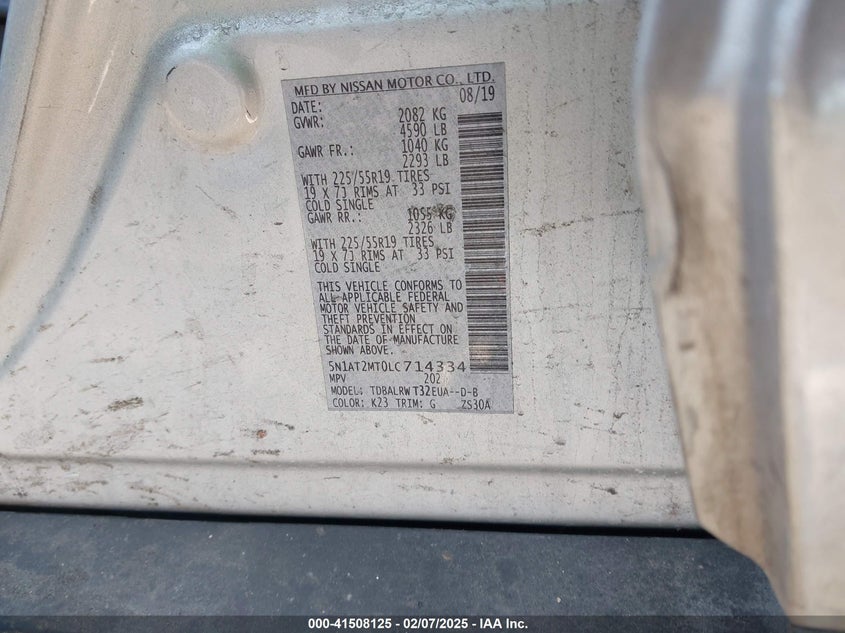 MFD BY NISSAN MOTOR CO., LTD.
DATE: 08/19
GVWR: 2082 KG
4590 LB
GAWR FR.: 1040 KG
2293 LB
WITH 225/55R19 TIRES
19 X 7J RIMS AT 33 PSI
COLD SINGLE
GAWR RR.: 1055 KG
2326 LB
WITH 225/55R19 TIRES
19 X 7J RIMS AT 33 PSI
COLD SINGLE
THIS VEHICLE CONFORMS TO
ALL APPLICABLE FEDERAL
MOTOR VEHICLE SAFETY AND
THEFT PREVENTION
STANDARDS IN EFFECT ON
THE DATE OF MANUFACTURE
SHOWN ABOVE.
5N1AT2MT0LC714334
MPV
MODEL: TDBALRWT32EUA--D-B
COLOR: K23 TRIM: G ZS30A
000-41508125 - 02/07/2025 - IAA Inc.